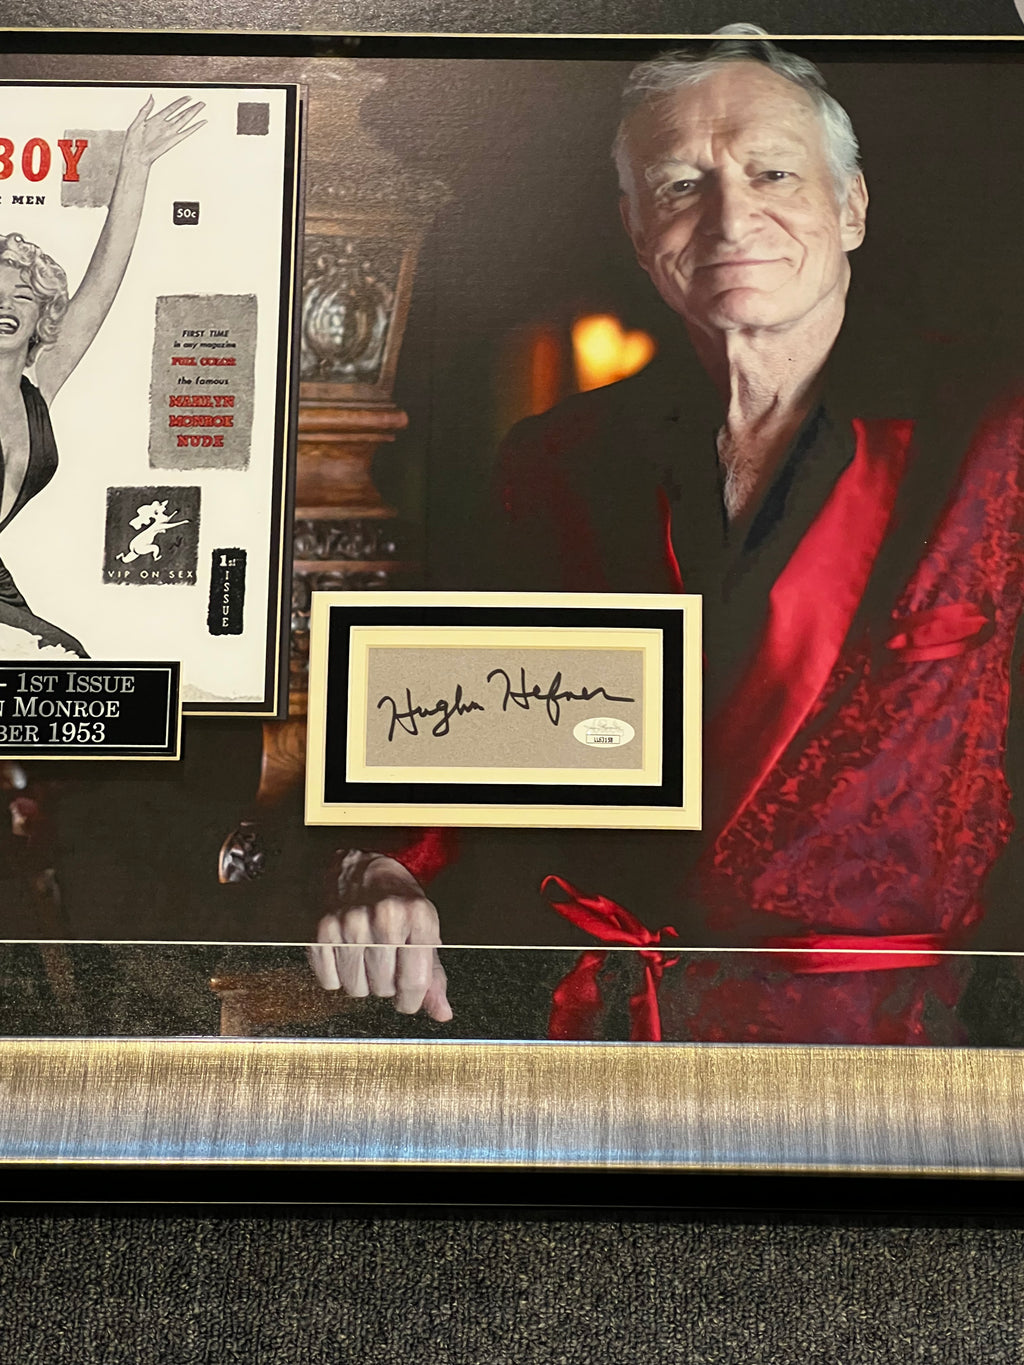 BOY
MEN
50c
FIRST TIME
in any magazine
FULL COLOR
the famous
MARILYN
MONROE
NUDE
VIP ON SEX
1st
ISSUE
- 1ST ISSUE
N MONROE
BER 1953
Hugh Hefner